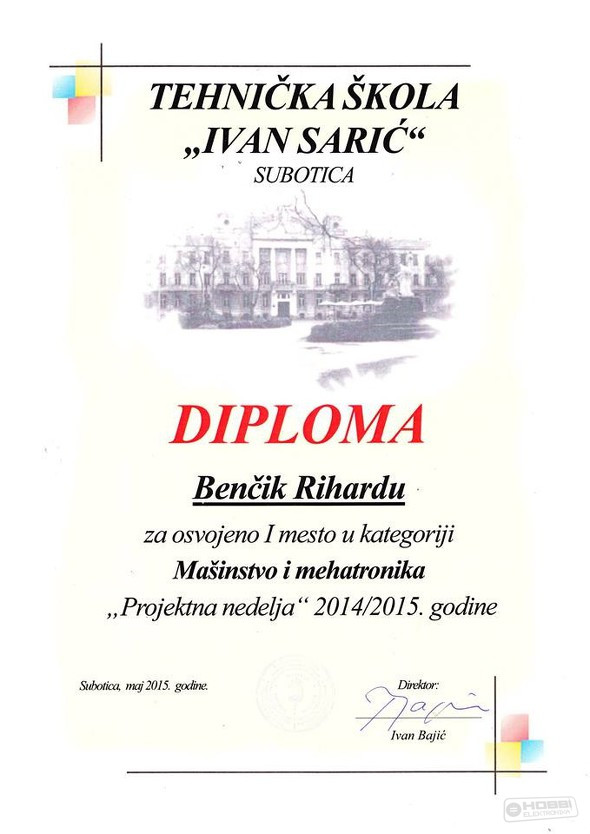 TEHNIČKA ŠKOLA
„IVAN SARIĆ“
SUBOTICA
DIPLOMA
Benčik Rihardu
za osvojeno I mesto u kategoriji
Mašinstvo i mehatronika
„Projektna nedelja“ 2014/2015. godine
Subotica, maj 2015. godine.
Direktor:
Ivan Bajić
HOBBI
ELEKTRONIKA